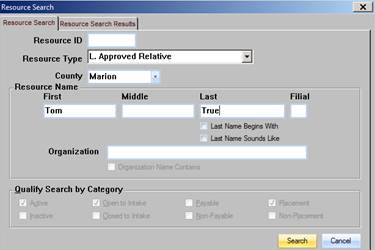 Resource Search
Resource Search Resource Search Results
Resource ID
Resource Type L. Approved Relative
County Marion
Resource Name
First Middle Last Filial
Tom True
Last Name Begins With
Last Name Sounds Like
Organization
Organization Name Contains
Qualify Search by Category
Active Open to Intake Payable Placement
Inactive Closed to Intake Non-Payable Non-Placement
Search Cancel